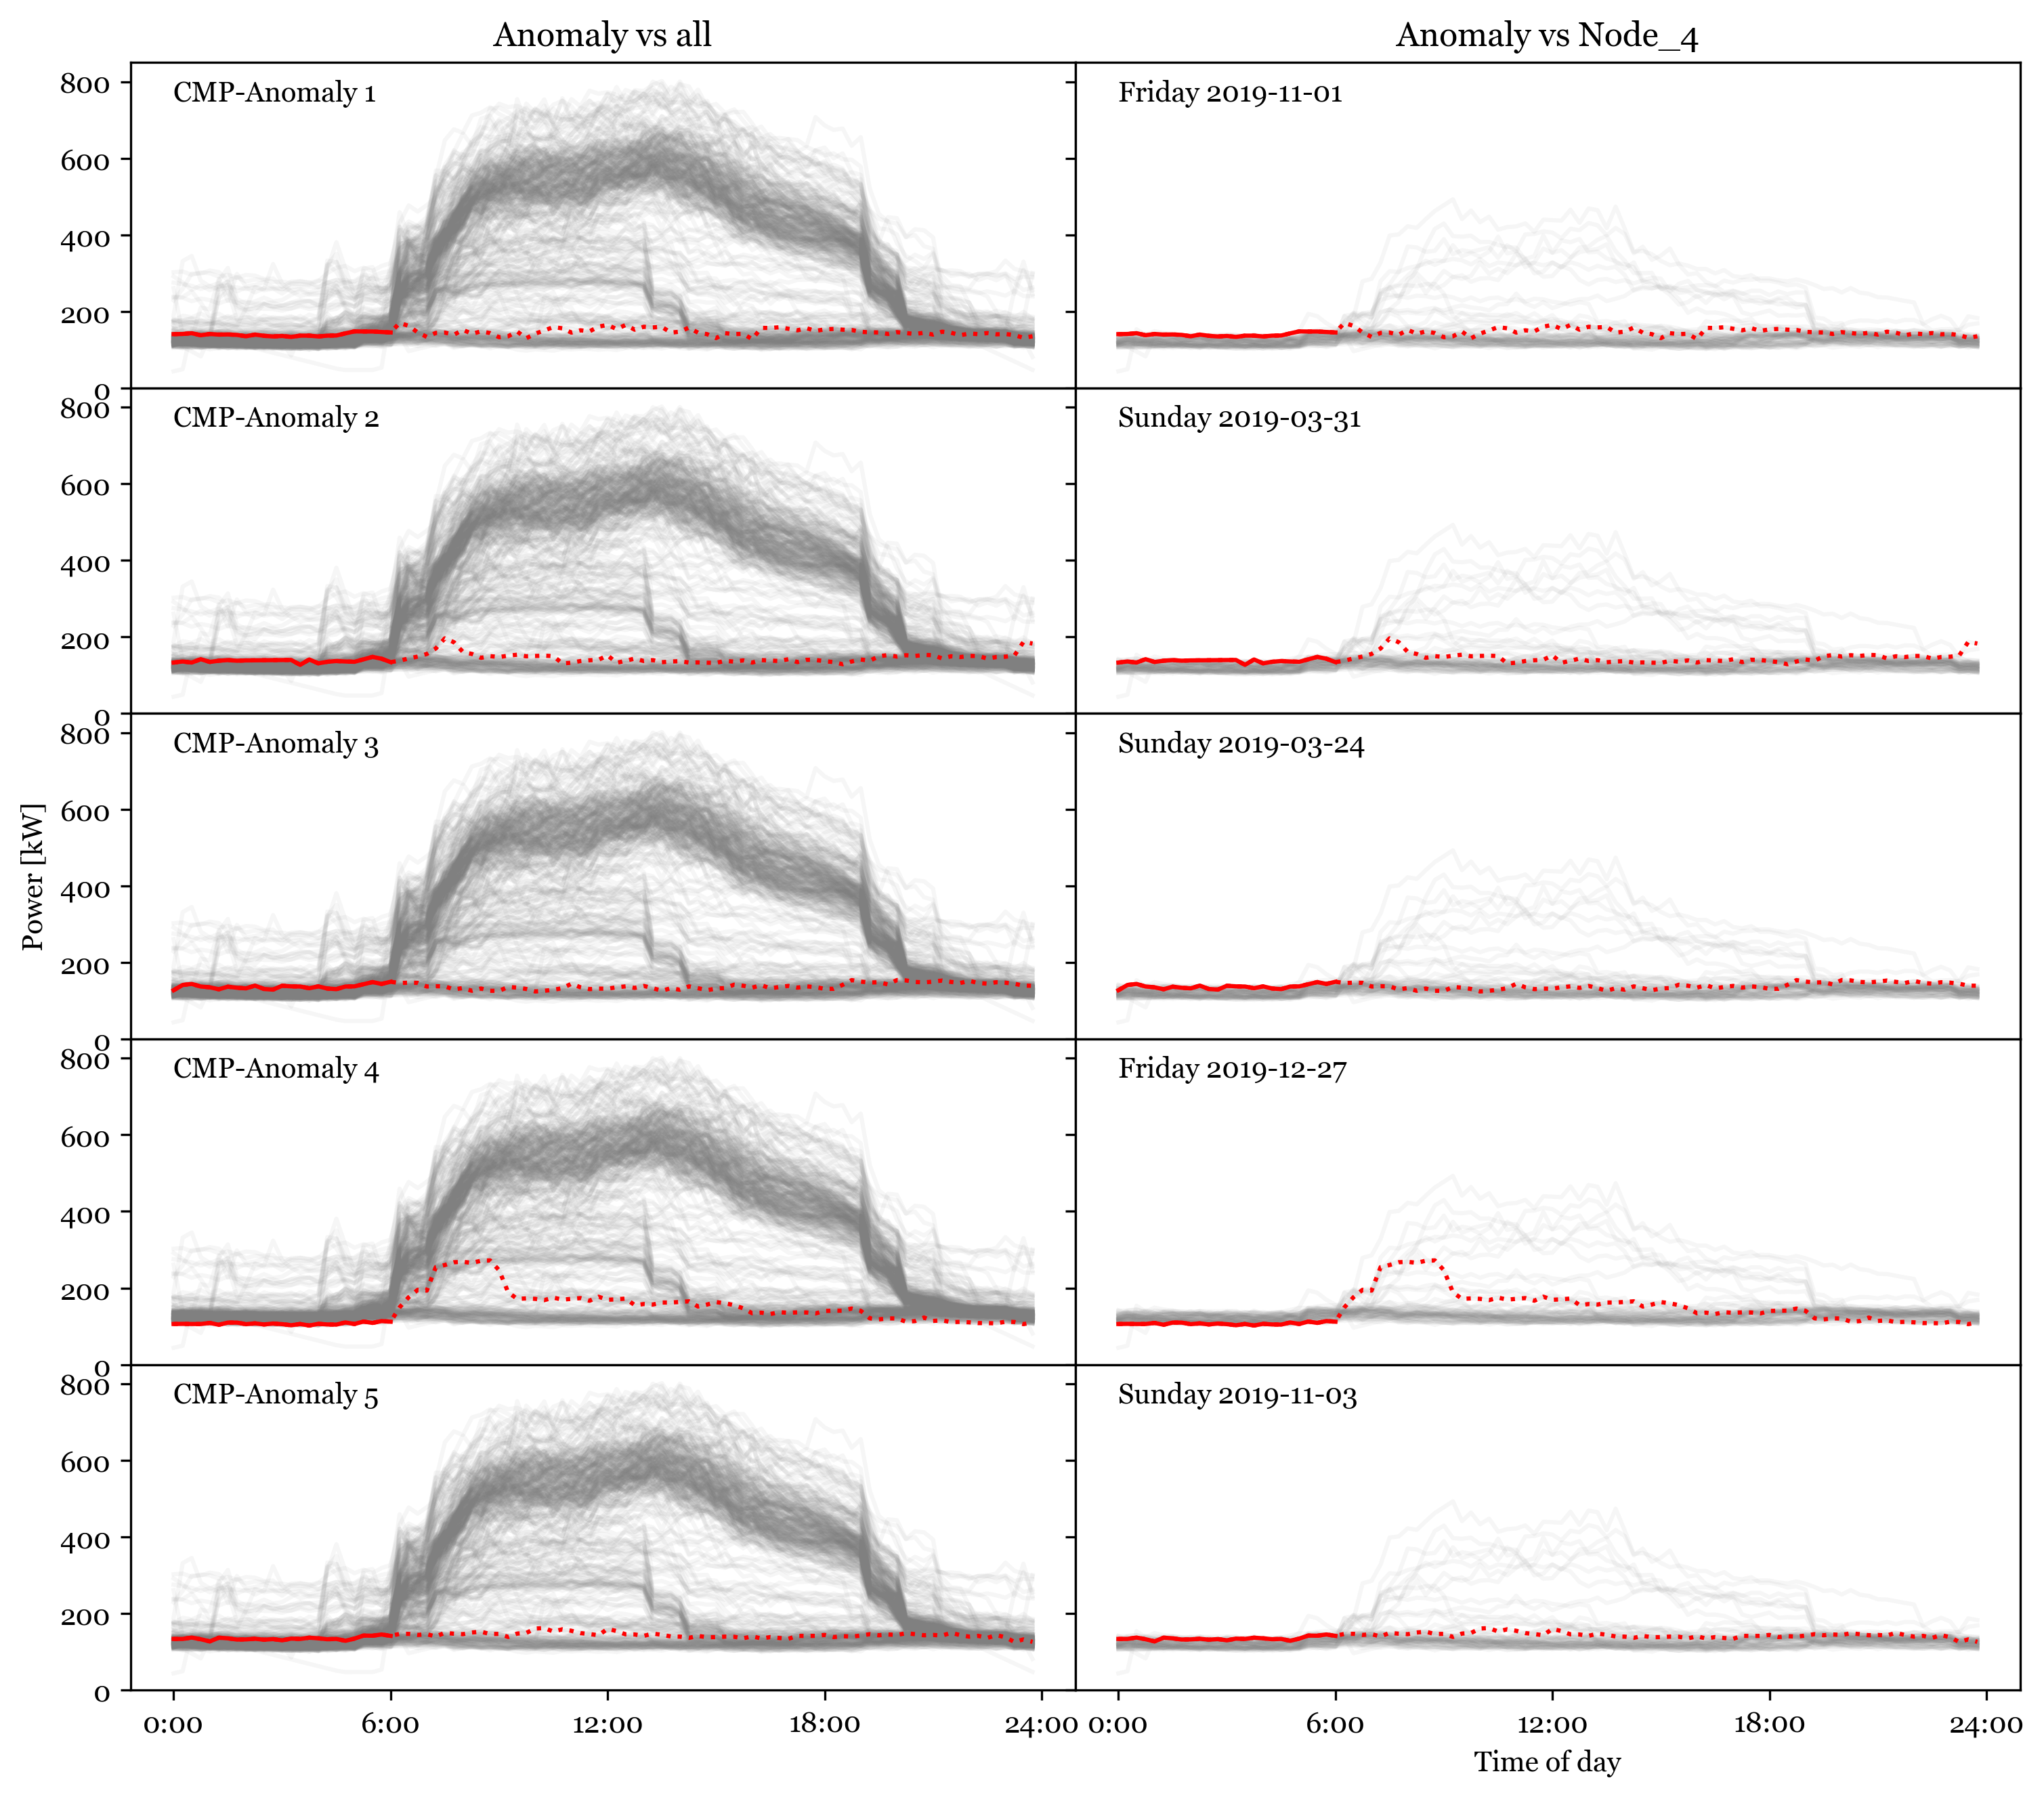 Anomaly vs all
Anomaly vs Node_4
CMP-Anomaly 1
Friday 2019-11-01
800
600
400
200
0
CMP-Anomaly 2
Sunday 2019-03-31
800
600
400
200
0
CMP-Anomaly 3
Sunday 2019-03-24
800
600
400
200
0
Power [kW]
CMP-Anomaly 4
Friday 2019-12-27
800
600
400
200
0
CMP-Anomaly 5
Sunday 2019-11-03
800
600
400
200
0
0:00 6:00 12:00 18:00 24:00
0:00 6:00 12:00 18:00 24:00
Time of day